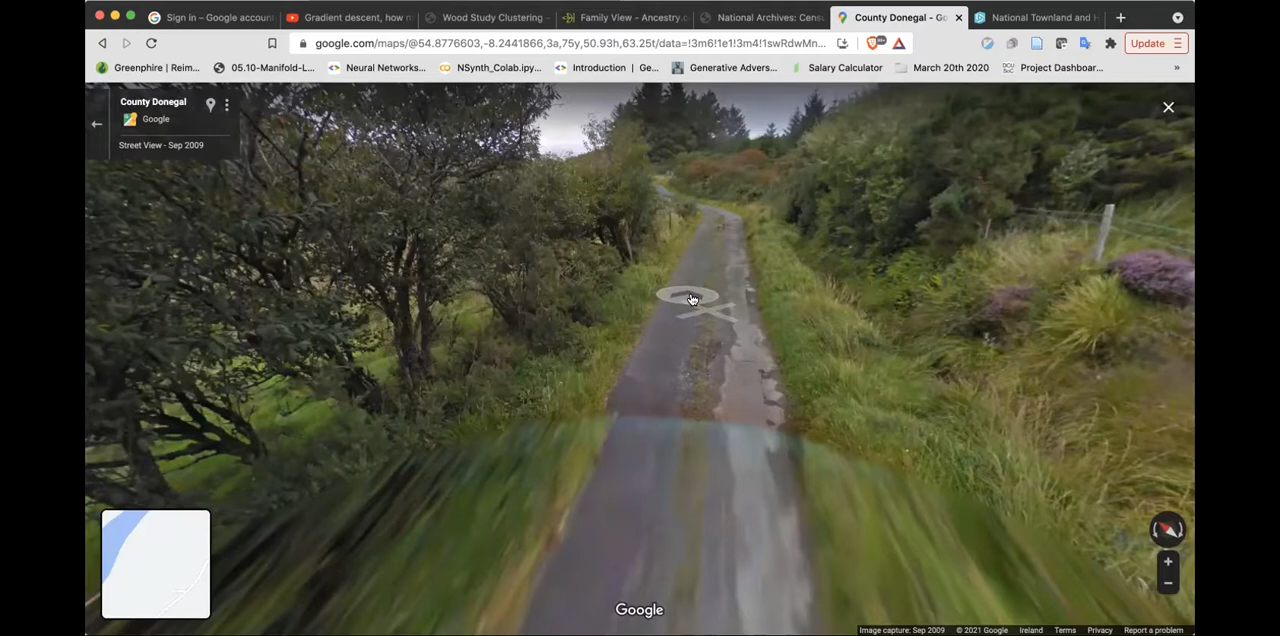 Sign in – Google accoun
Gradient descent, how n
Wood Study Clustering -
Family View - Ancestry.c
National Archives: Censu
County Donegal - Go
National Townland and H
google.com/maps/@54.8776603,-8.2441866,3a,75y,50.93h,63.25t/data=!3m6!1e1!3m4!1swRdwMn...
Update
Greenphire | Reim...
05.10-Manifold-L...
Neural Networks...
NSynth_Colab.ipy...
Introduction | Ge...
Generative Advers...
Salary Calculator
March 20th 2020
Project Dashboar...
»
County Donegal
Google
Street View - Sep 2009
Google
Image capture: Sep 2009 © 2021 Google Ireland Terms Privacy Report a problem